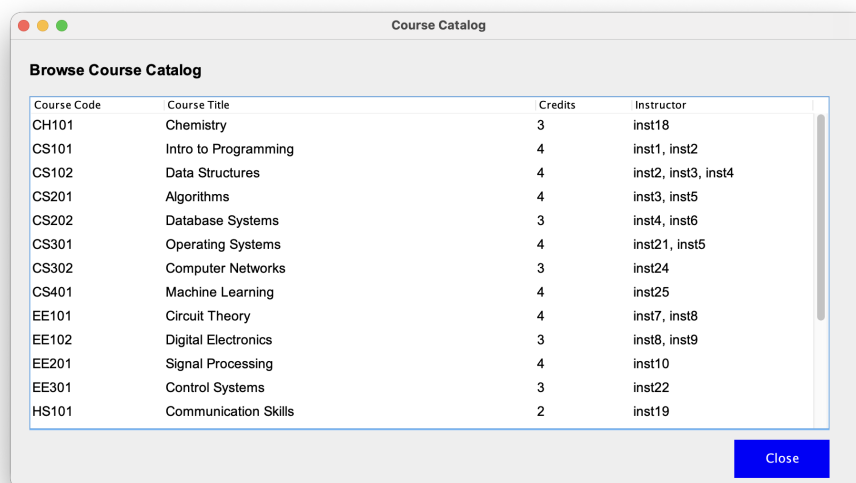 Course Catalog
Browse Course Catalog
Course Code Course Title Credits Instructor
CH101 Chemistry 3 inst18
CS101 Intro to Programming 4 inst1, inst2
CS102 Data Structures 4 inst2, inst3, inst4
CS201 Algorithms 4 inst3, inst5
CS202 Database Systems 3 inst4, inst6
CS301 Operating Systems 4 inst21, inst5
CS302 Computer Networks 3 inst24
CS401 Machine Learning 4 inst25
EE101 Circuit Theory 4 inst7, inst8
EE102 Digital Electronics 3 inst8, inst9
EE201 Signal Processing 4 inst10
EE301 Control Systems 3 inst22
HS101 Communication Skills 2 inst19
Close